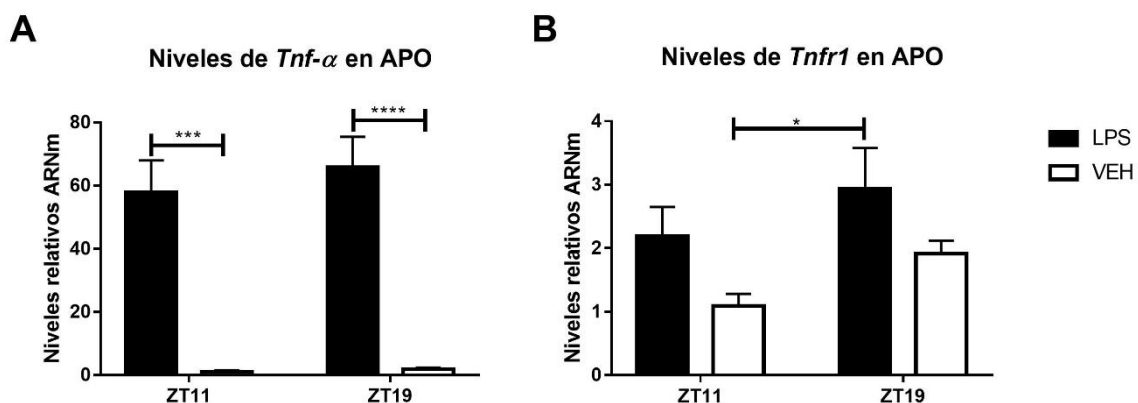 A
Niveles de Tnf-α en APO
Niveles relativos ARNm
80
60
40
20
0
***
****
ZT11
ZT19
B
Niveles de Tnfr1 en APO
Niveles relativos ARNm
4
3
2
1
0
*
ZT11
ZT19
LPS
VEH